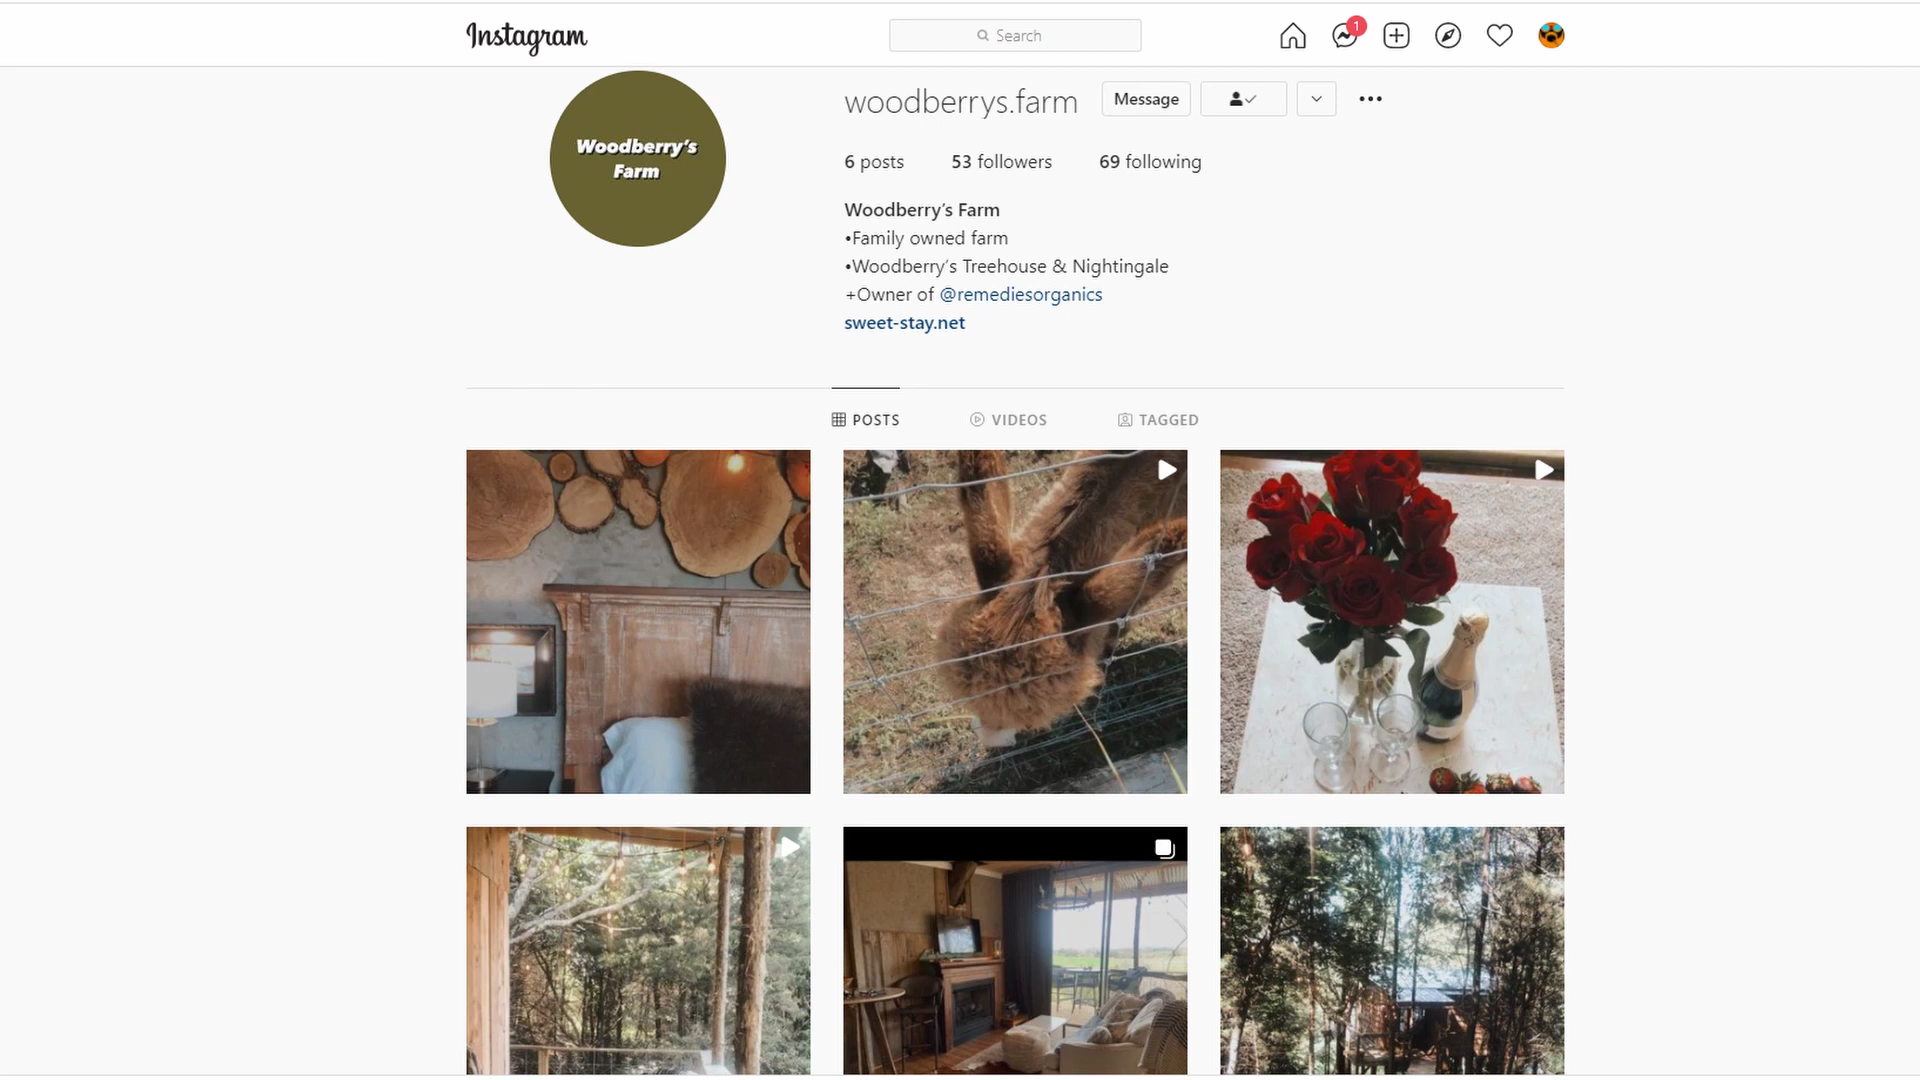 Instagram
Search
1
Woodberry's
Farm
woodberrys.farm
Message
6 posts 53 followers 69 following
Woodberry's Farm
•Family owned farm
•Woodberry's Treehouse & Nightingale
+Owner of @remediesorganics
sweet-stay.net
POSTS VIDEOS TAGGED